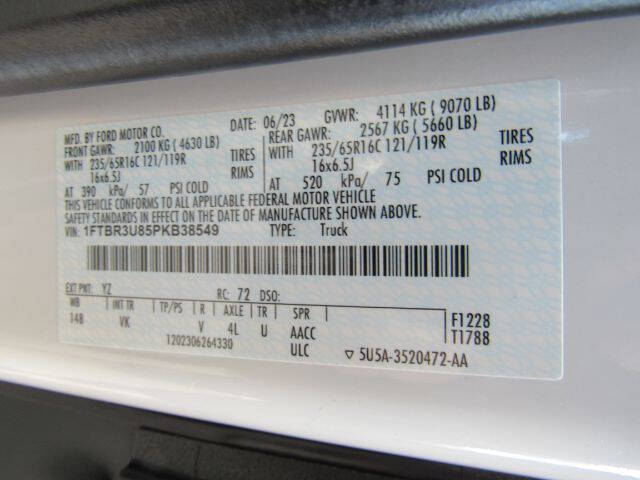 MFD. BY FORD MOTOR CO. DATE: 06/23 GVWR: 4114 KG ( 9070 LB)
FRONT GAWR: 2100 KG ( 4630 LB) REAR GAWR: 2567 KG ( 5660 LB)
WITH 235/65R16C 121/119R TIRES WITH 235/65R16C 121/119R TIRES
16x6.5J RIMS 16x6.5J RIMS
AT 390 kPa/ 57 PSI COLD AT 520 kPa/ 75 PSI COLD
THIS VEHICLE CONFORMS TO ALL APPLICABLE FEDERAL MOTOR VEHICLE
SAFETY STANDARDS IN EFFECT ON THE DATE OF MANUFACTURE SHOWN ABOVE.
VIN: 1FTBR3U85PKB38549 TYPE: Truck
EXT PNT: YZ RC: 72 DSO:
WB INT TR TP/PS R AXLE TR SPR F1228
148 VK V 4L U AACC T1788
1202306264330 ULC ▽ 5U5A-3520472-AA